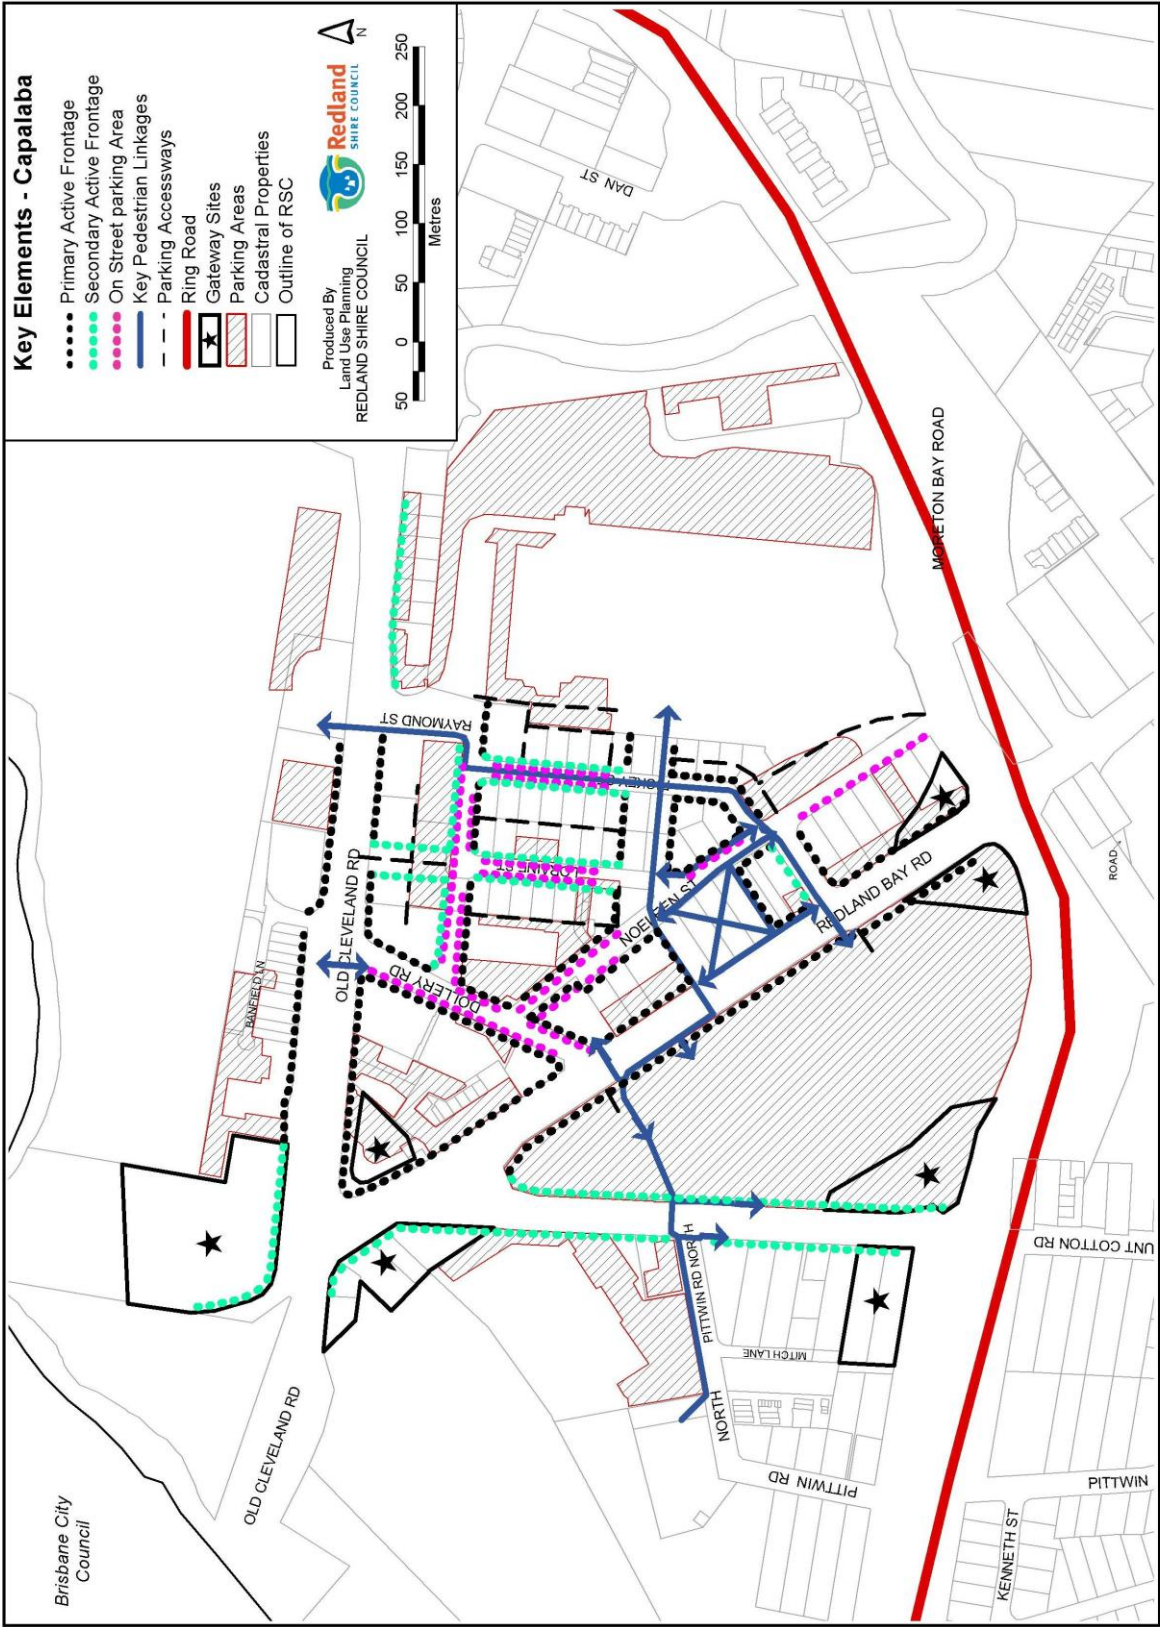 Key Elements - Capalaba
Primary Active Frontage
Secondary Active Frontage
On Street parking Area
Key Pedestrian Linkages
Parking Accessways
Ring Road
Gateway Sites
Parking Areas
Cadastral Properties
Outline of RSC
Produced By
Land Use Planning
REDLAND SHIRE COUNCIL
Redland
SHIRE COUNCIL
N
50 0 50 100 150 200 250
Metres
Brisbane City
Council
OLD CLEVELAND RD
OLD CLEVELAND RD
BANFIELD LN
DOLLERY RD
RAYMOND ST
NOELEEN ST
REDLAND BAY RD
MORETON BAY ROAD
DAN ST
ROAD
PITTWIN RD NORTH
NORTH
MITCH LANE
PITTWIN RD
UNT COTTON RD
PITTWIN
KENNETH ST